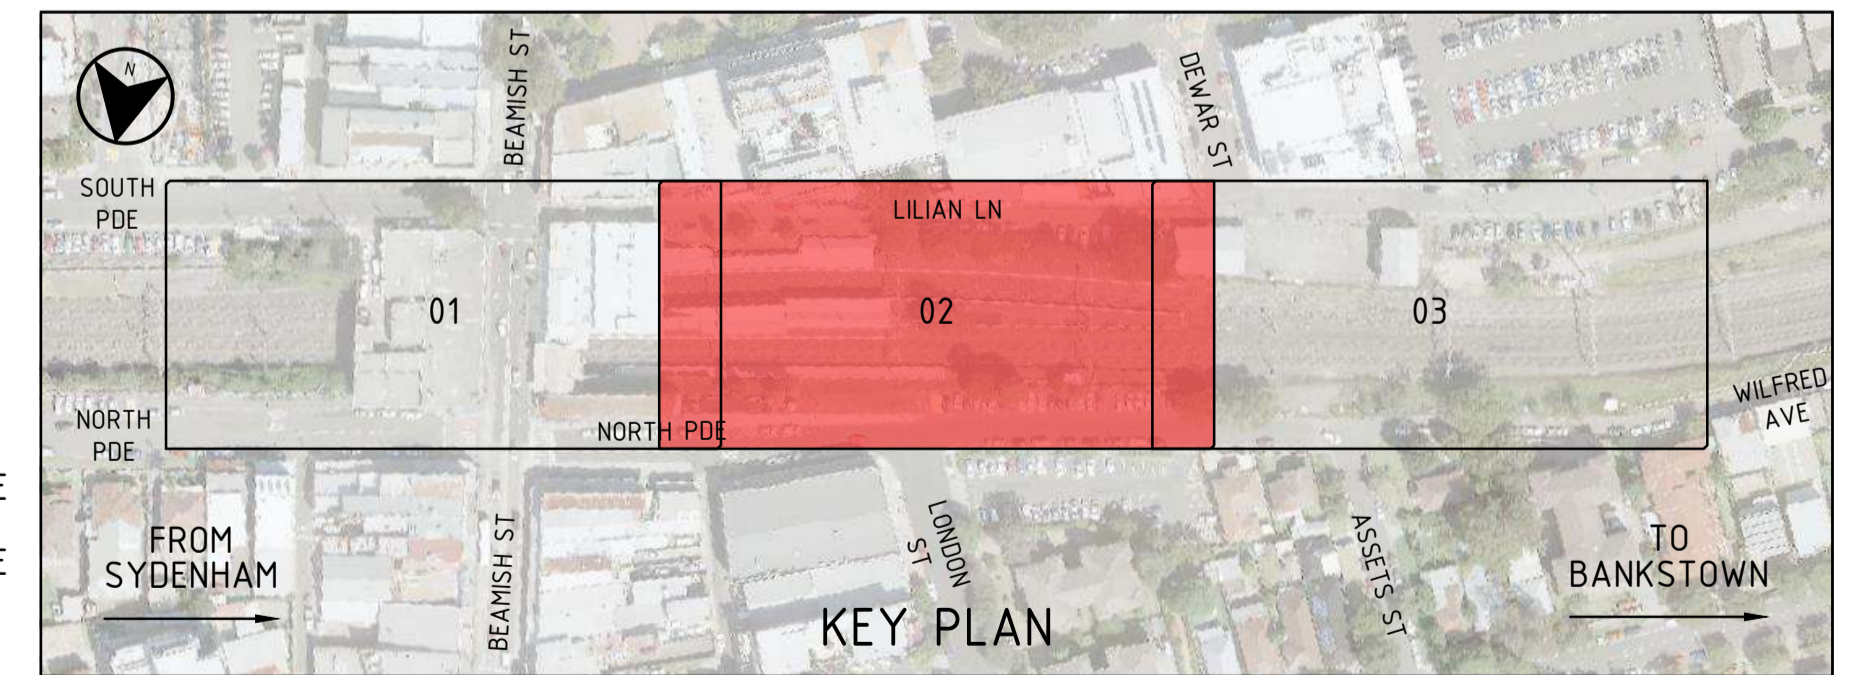 N
BEAMISH ST
DEWAR ST
SOUTH
PDE
LILIAN LN
01
02
03
NORTH
PDE
NORTH PDE
WILFRED
AVE
E
E
FROM
SYDENHAM
BEAMISH ST
LONDON
ST
KEY PLAN
ASSETS ST
TO
BANKSTOWN